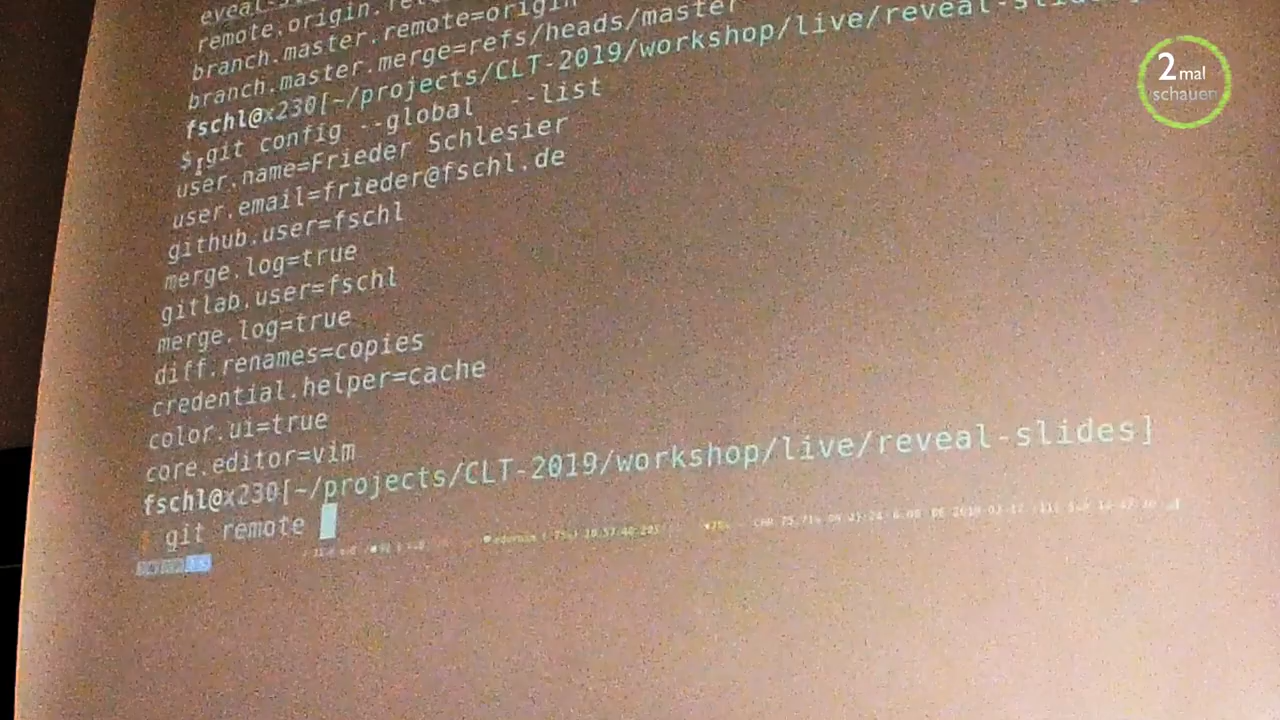 remote.origin.
branch.master.remote=origin
branch.master.merge=refs/heads/master
fschl@x230[~/projects/CLT-2019/workshop/live/reveal-slides]
$ git config --global --list
user.name=Frieder Schlesier
user.email=frieder@fschl.de
github.user=fschl
merge.log=true
gitlab.user=fschl
merge.log=true
diff.renames=copies
credential.helper=cache
color.ui=true
core.editor=vim
fschl@x230[~/projects/CLT-2019/workshop/live/reveal-slides]
git remote
2mal
schauen